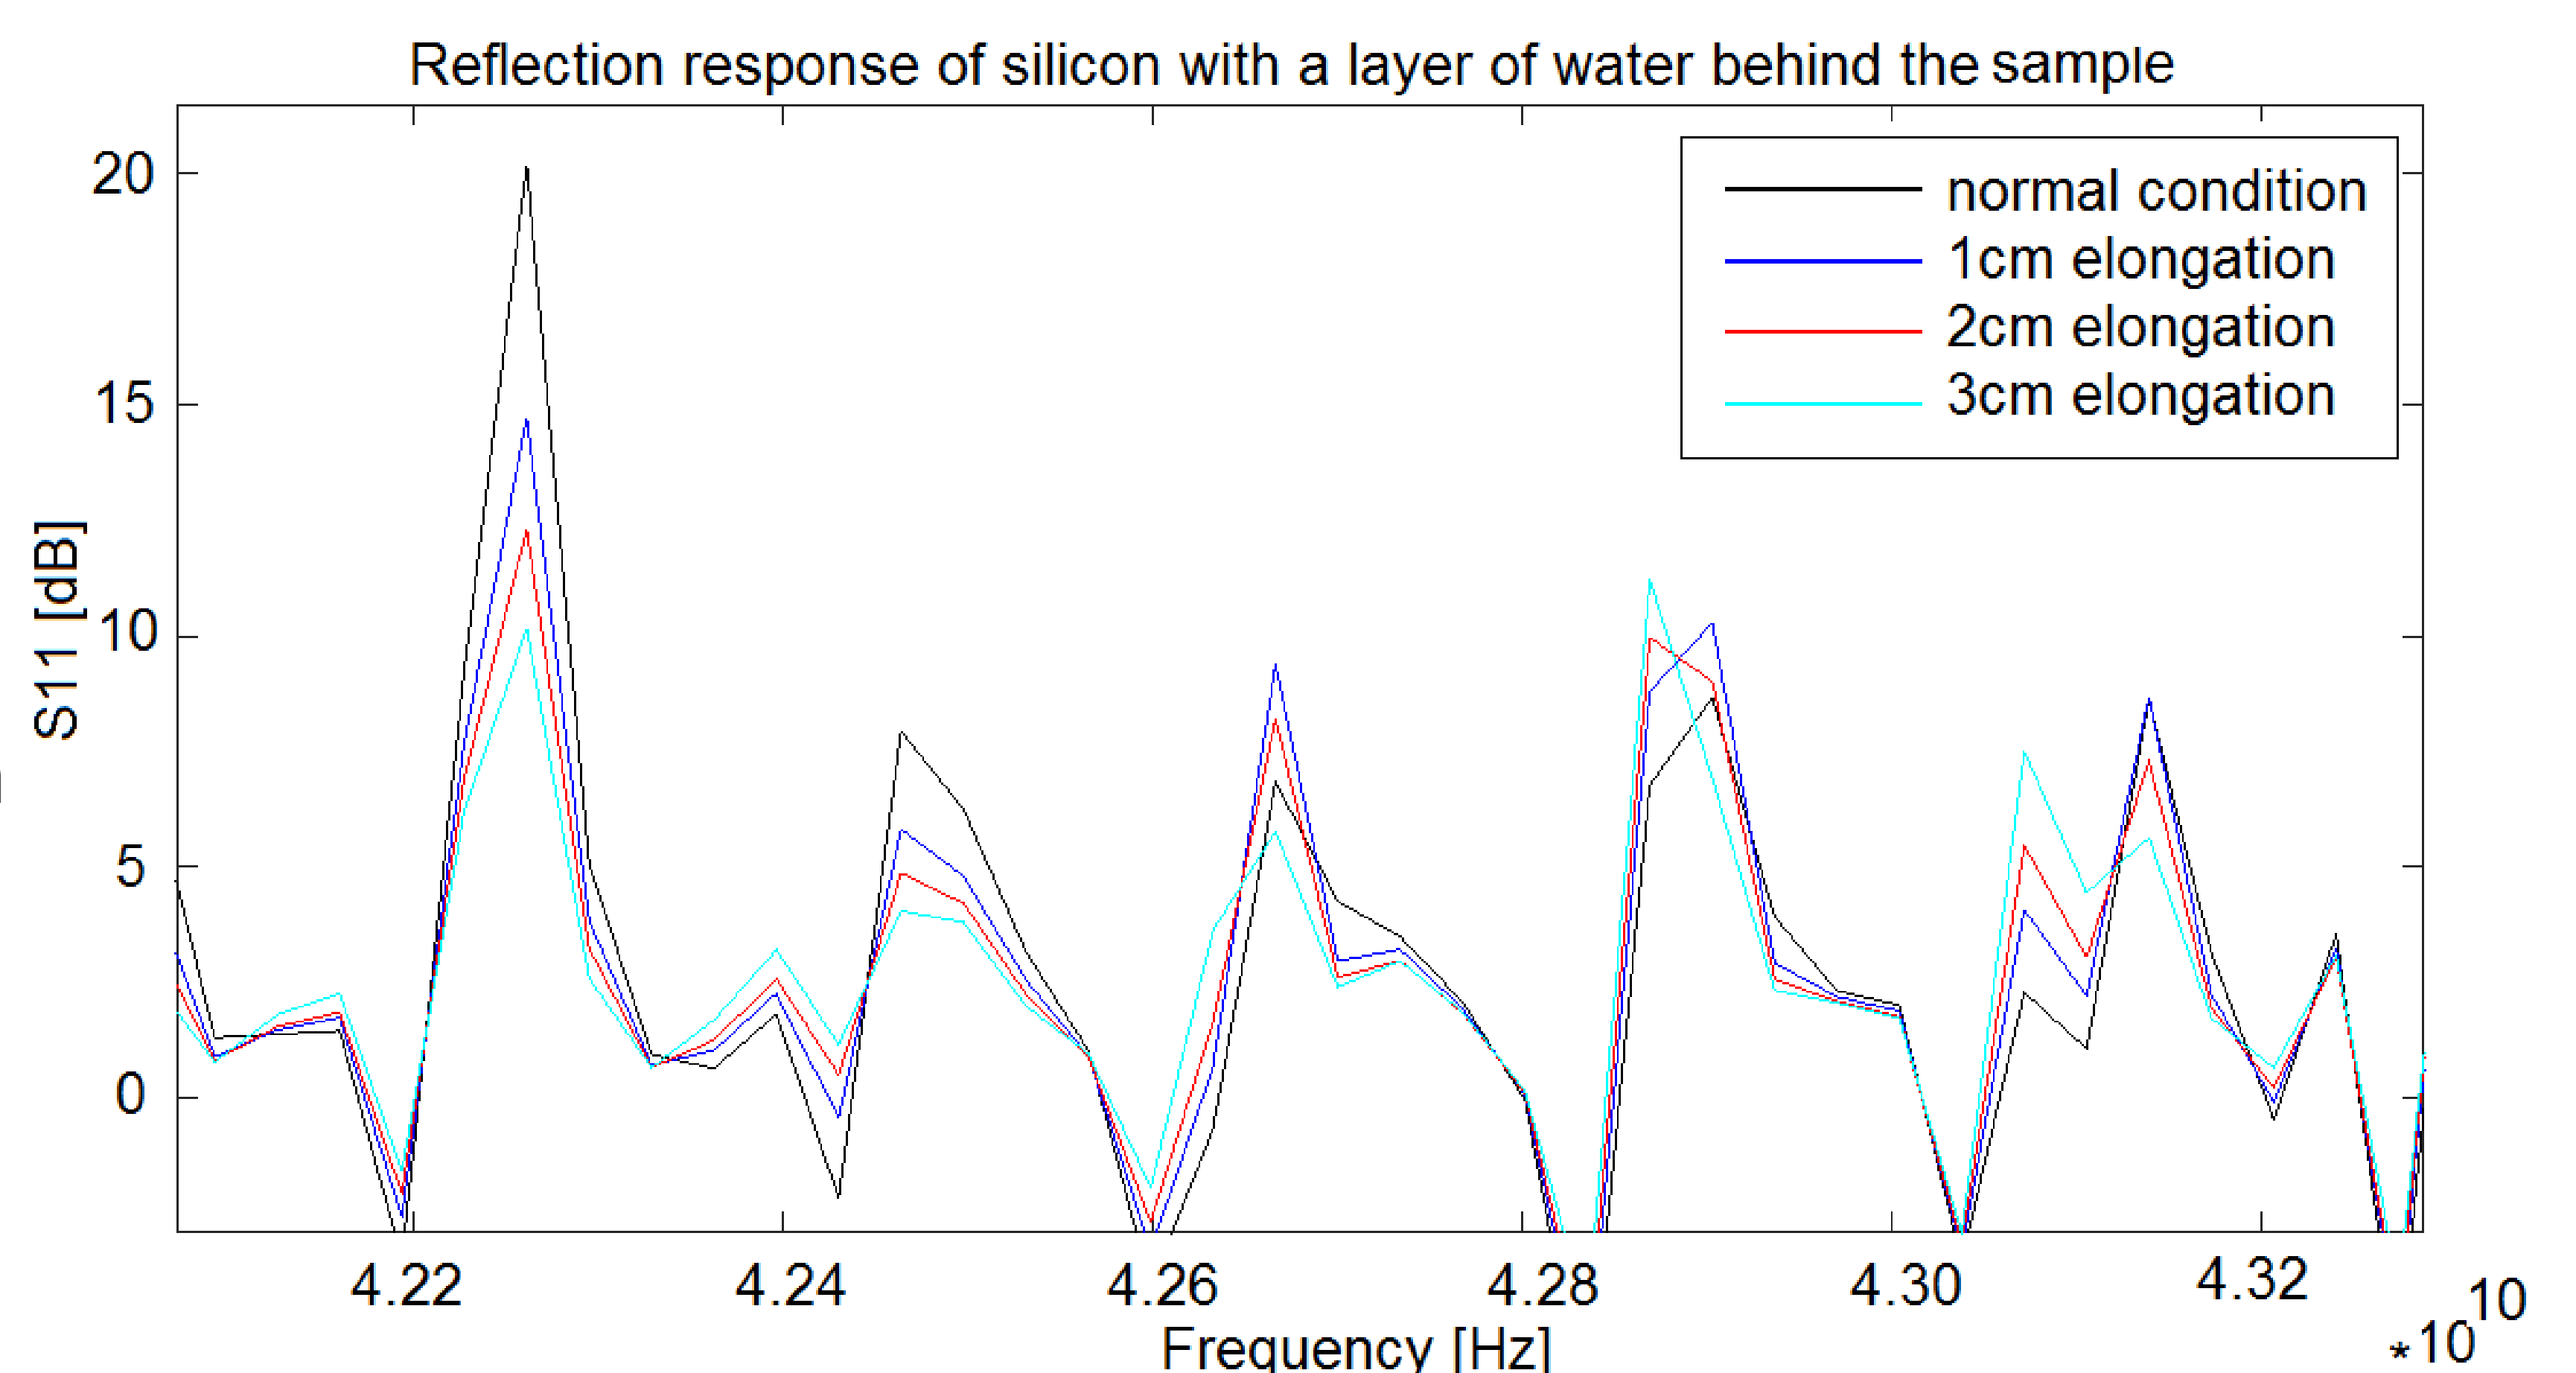 Reflection response of silicon with a layer of water behind the sample
20
15
10
5
0
S11 [dB]
normal condition
1cm elongation
2cm elongation
3cm elongation
4.22 4.24 4.26 4.28 4.30 4.32
Frequency [Hz]
*10^10